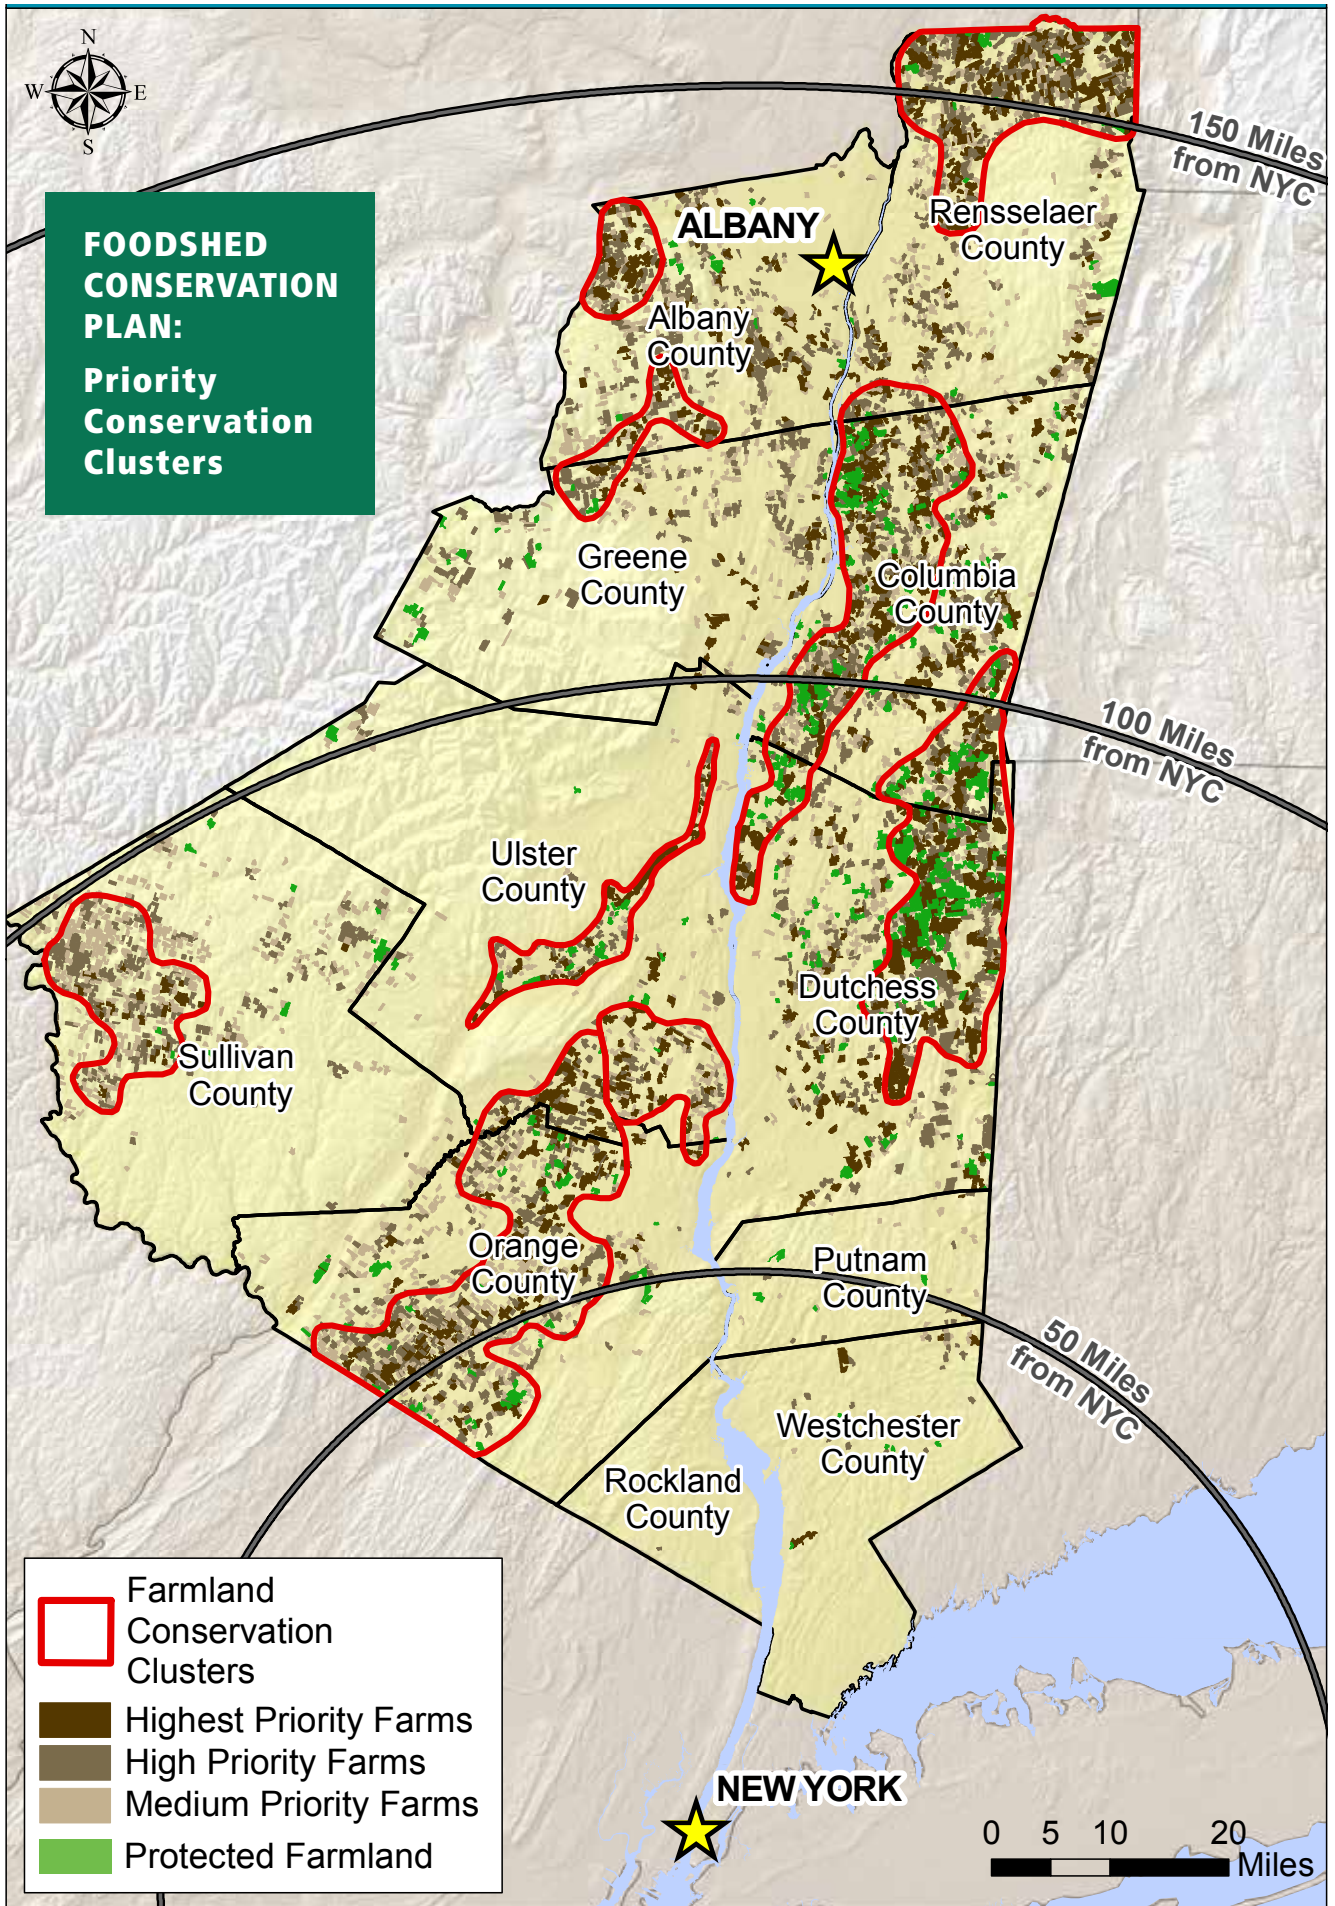 N
W
E
S
FOODSHED
CONSERVATION
PLAN:
Priority
Conservation
Clusters
150 Miles
from NYC
Rensselaer
County
ALBANY
Albany
County
Greene
County
Columbia
County
100 Miles
from NYC
Ulster
County
Dutchess
County
Sullivan
County
Orange
County
Putnam
County
50 Miles
from NYC
Westchester
County
Rockland
County
Farmland
Conservation
Clusters
Highest Priority Farms
High Priority Farms
Medium Priority Farms
Protected Farmland
NEW YORK
0 5 10 20
Miles